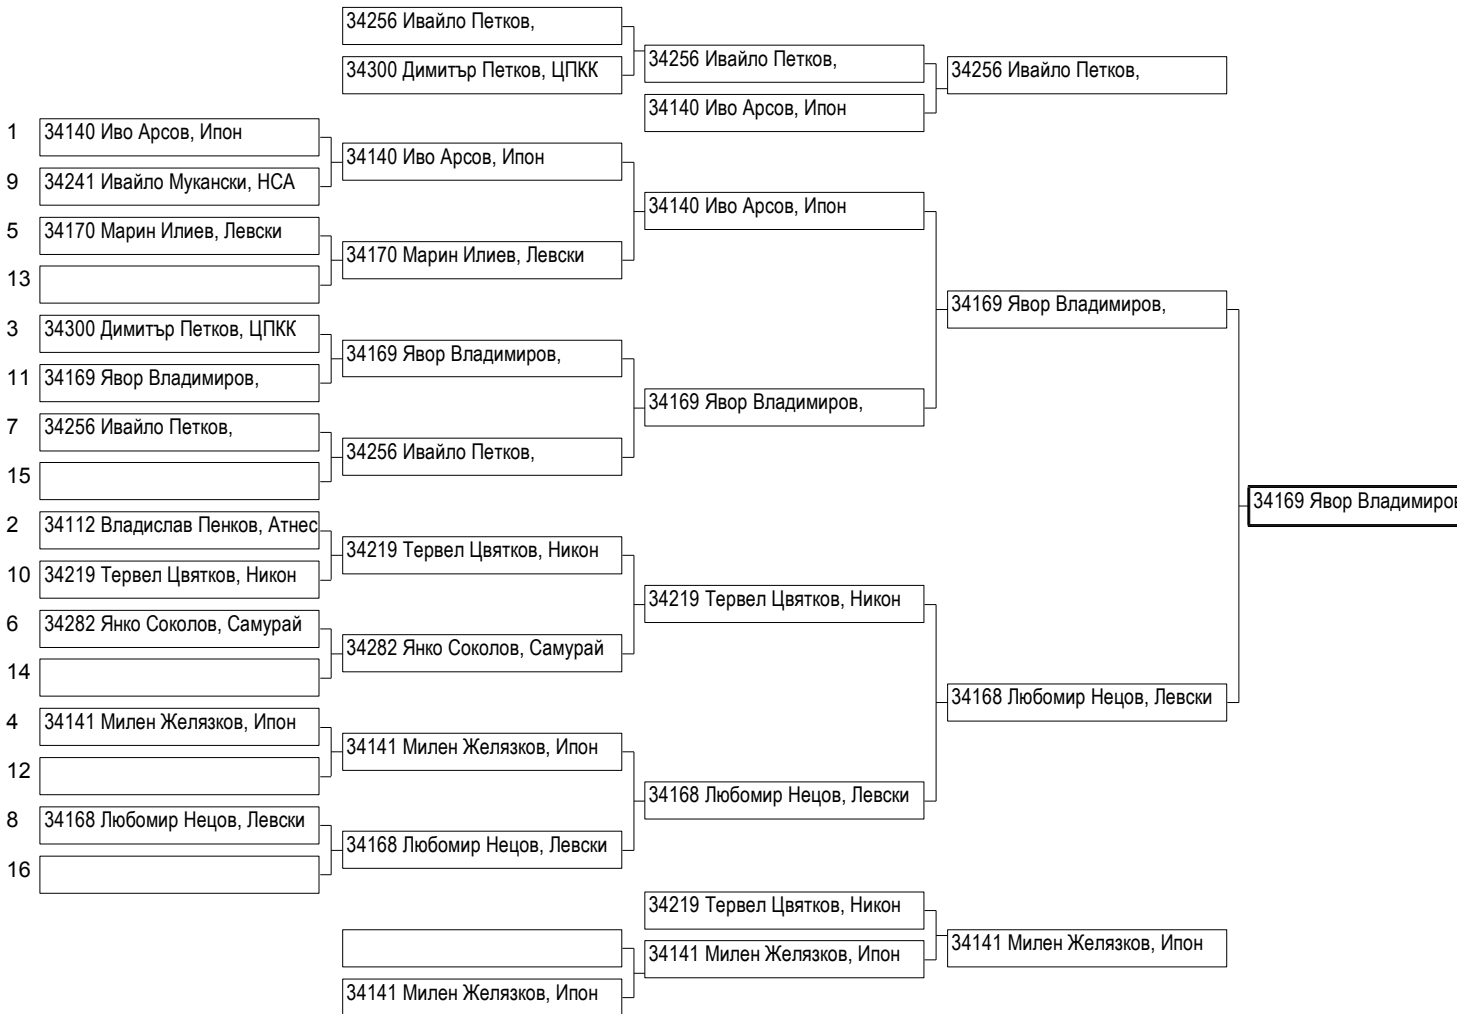 34256 Ивайло Петков,
34300 Димитър Петков, ЦПКК
34256 Ивайло Петков,
34140 Иво Арсов, Ипон
34256 Ивайло Петков,
1 34140 Иво Арсов, Ипон
9 34241 Ивайло Мукански, НСА
5 34170 Марин Илиев, Левски
13
3 34300 Димитър Петков, ЦПКК
11 34169 Явор Владимиров,
7 34256 Ивайло Петков,
15
2 34112 Владислав Пенков, Атнес
10 34219 Тервел Цвятков, Никон
6 34282 Янко Соколов, Самурай
14
4 34141 Милен Желязков, Ипон
12
8 34168 Любомир Нецов, Левски
16
34140 Иво Арсов, Ипон
34170 Марин Илиев, Левски
34169 Явор Владимиров,
34256 Ивайло Петков,
34219 Тервел Цвятков, Никон
34282 Янко Соколов, Самурай
34141 Милен Желязков, Ипон
34168 Любомир Нецов, Левски
34140 Иво Арсов, Ипон
34169 Явор Владимиров,
34219 Тервел Цвятков, Никон
34168 Любомир Нецов, Левски
34169 Явор Владимиров,
34168 Любомир Нецов, Левски
34169 Явор Владимиров
34141 Милен Желязков, Ипон
34219 Тервел Цвятков, Никон
34141 Милен Желязков, Ипон
34141 Милен Желязков, Ипон